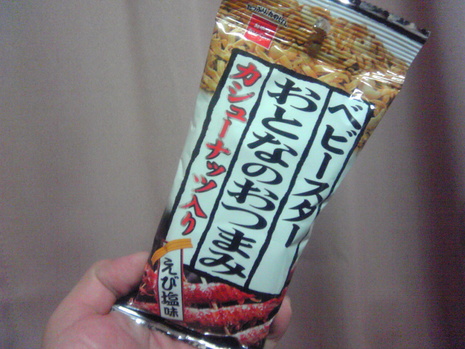 ベビースター
おとなのおつまみ
カシューナッツ入り
えび塩味